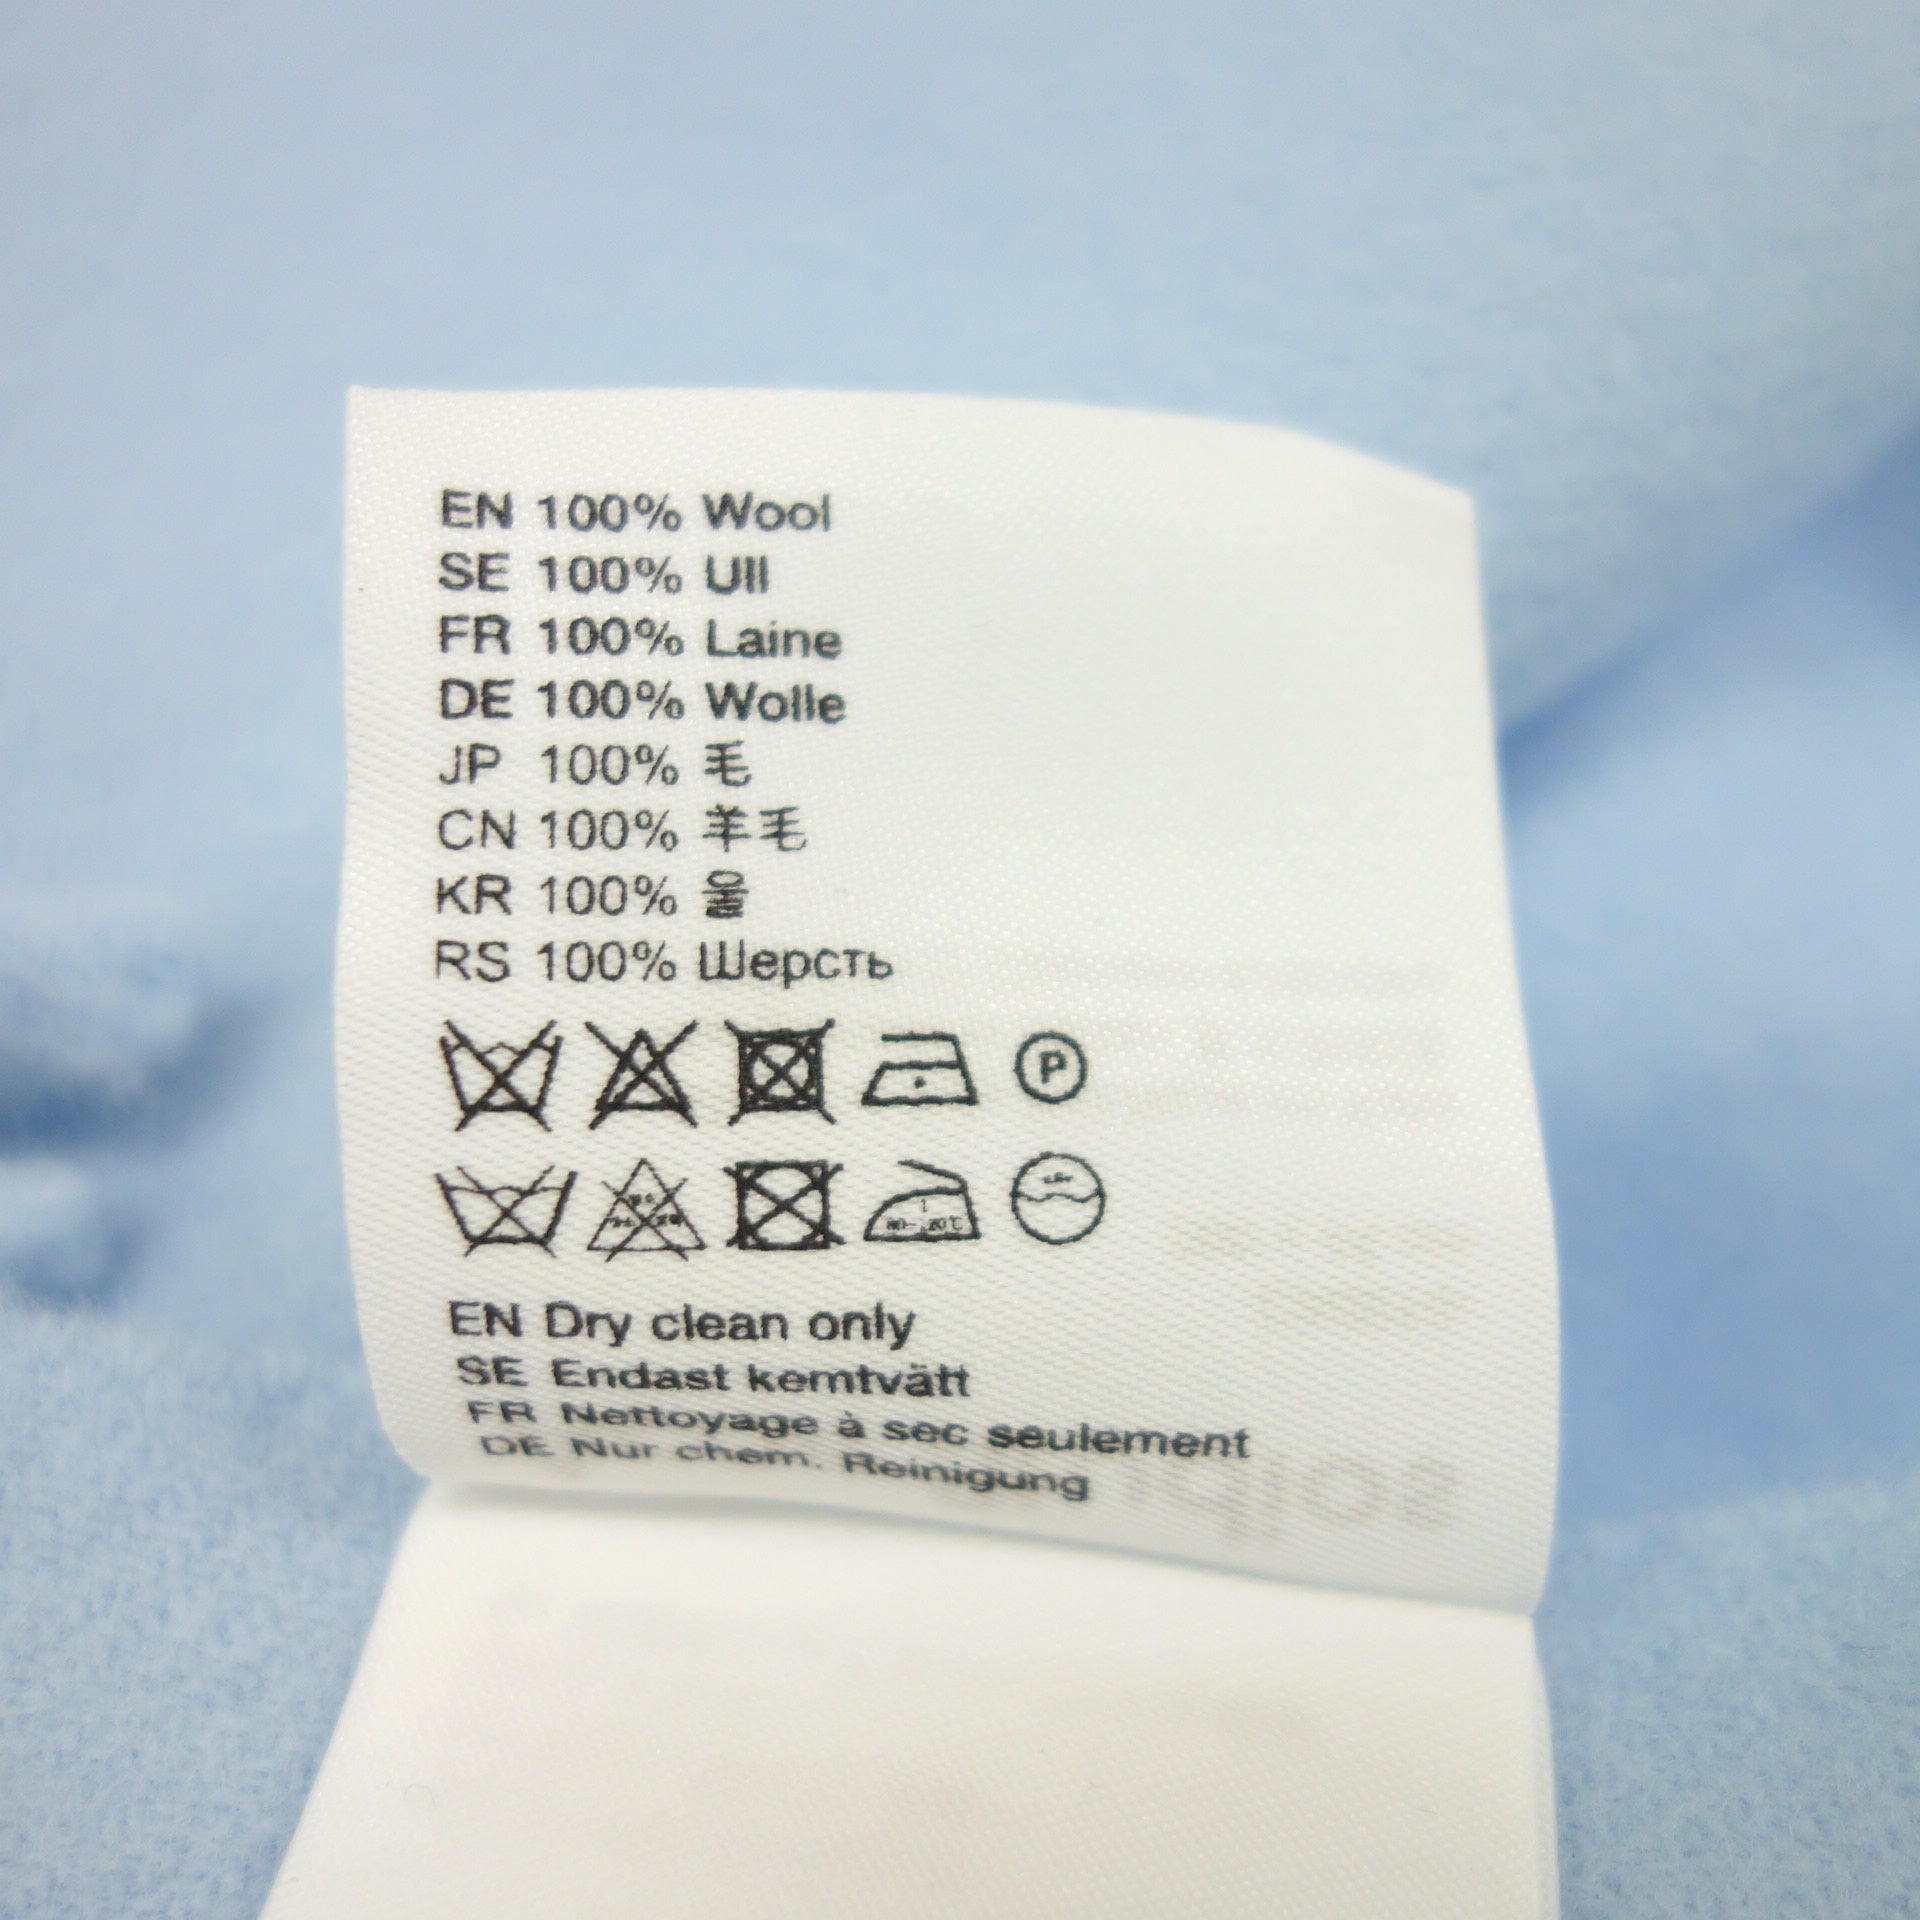 EN 100% Wool
SE 100% Ull
FR 100% Laine
DE 100% Wolle
JP 100% 毛
CN 100% 羊毛
KR 100% 울
RS 100% Шерсть
P
EN Dry clean only
SE Endast kemtvätt
FR Nettoyage à sec seulement
DE Nur chem. Reinigung